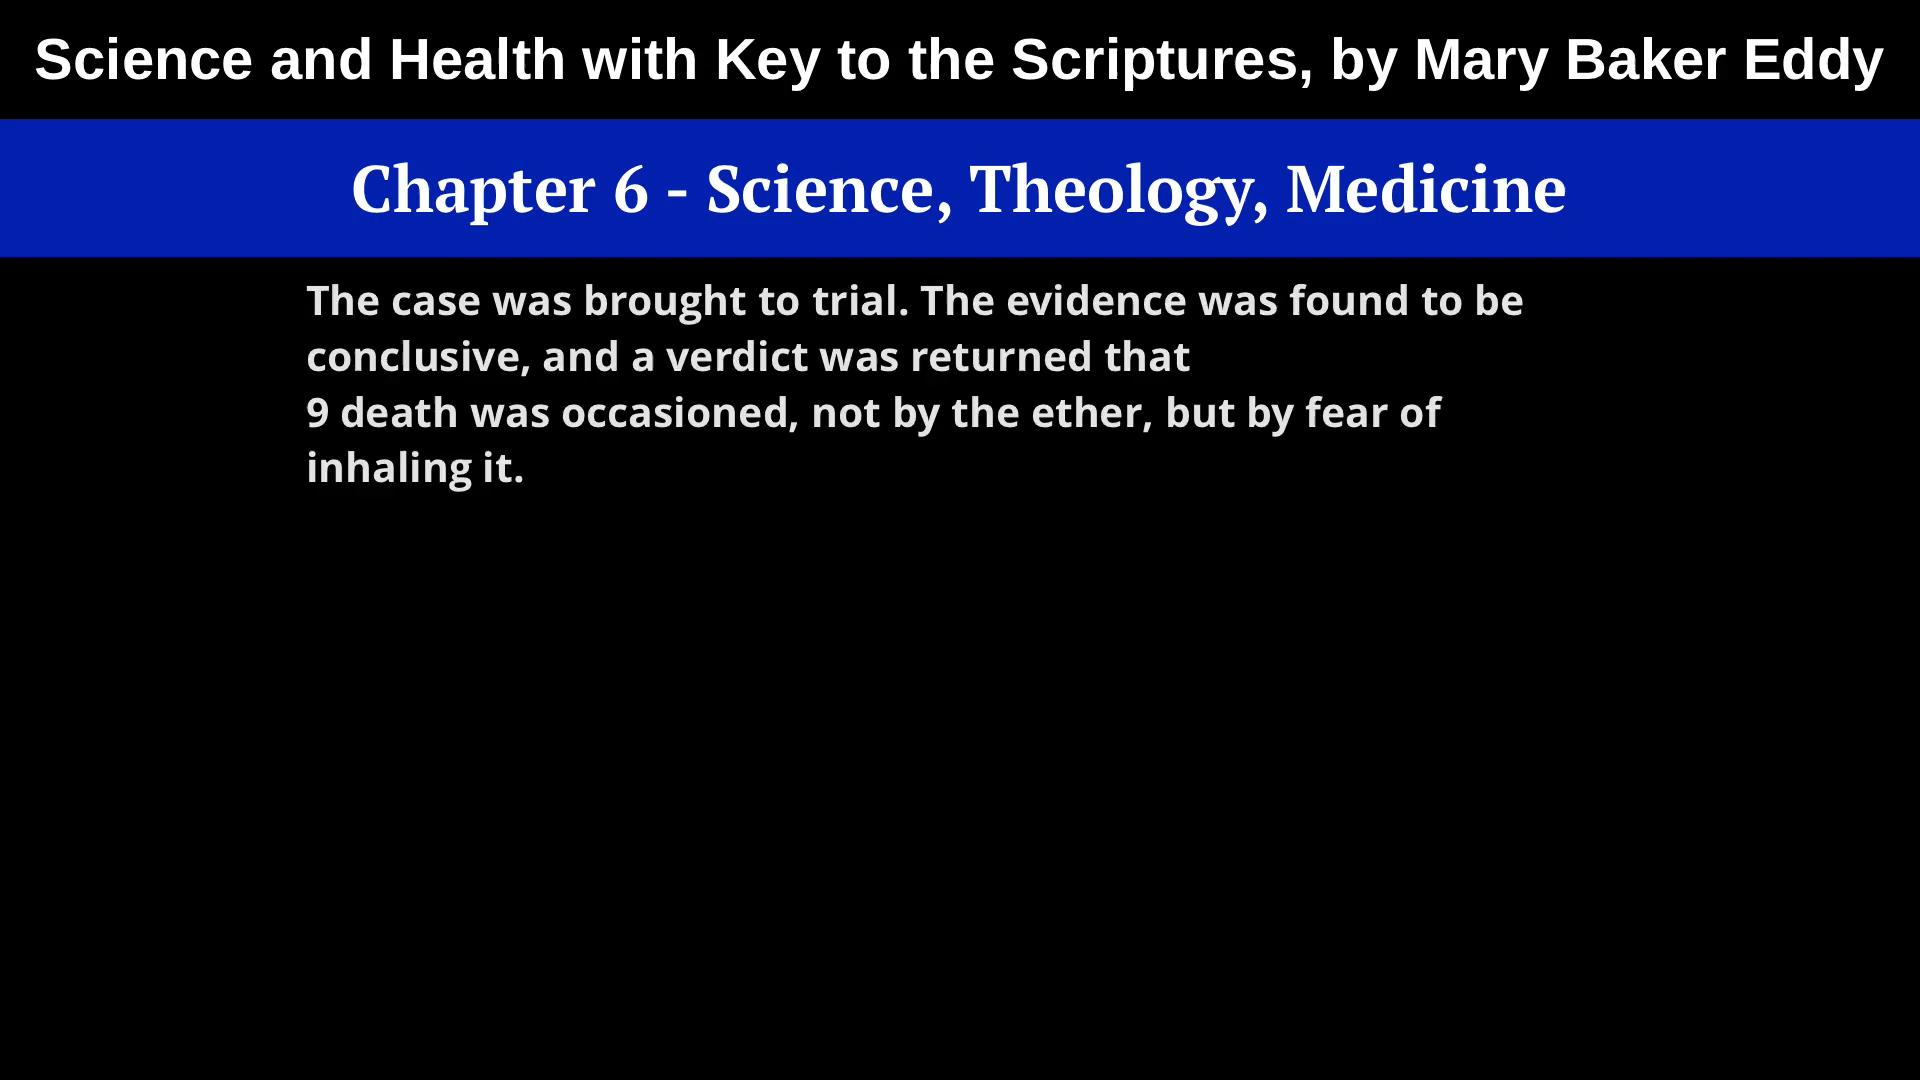 Science and Health with Key to the Scriptures, by Mary Baker Eddy
Chapter 6 - Science, Theology, Medicine
The case was brought to trial. The evidence was found to be
conclusive, and a verdict was returned that
9 death was occasioned, not by the ether, but by fear of
inhaling it.